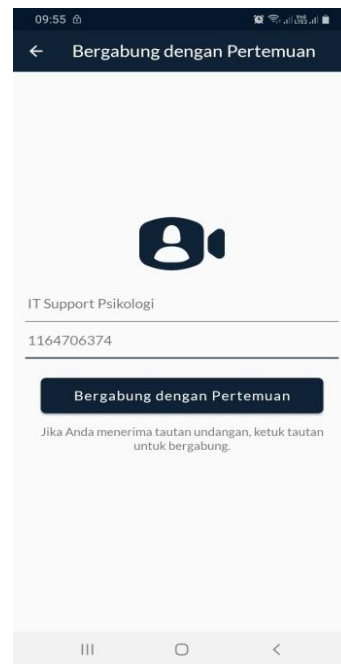 09:55
Bergabung dengan Pertemuan
IT Support Psikologi
1164706374
Bergabung dengan Pertemuan
Jika Anda menerima tautan undangan, ketuk tautan
untuk bergabung.